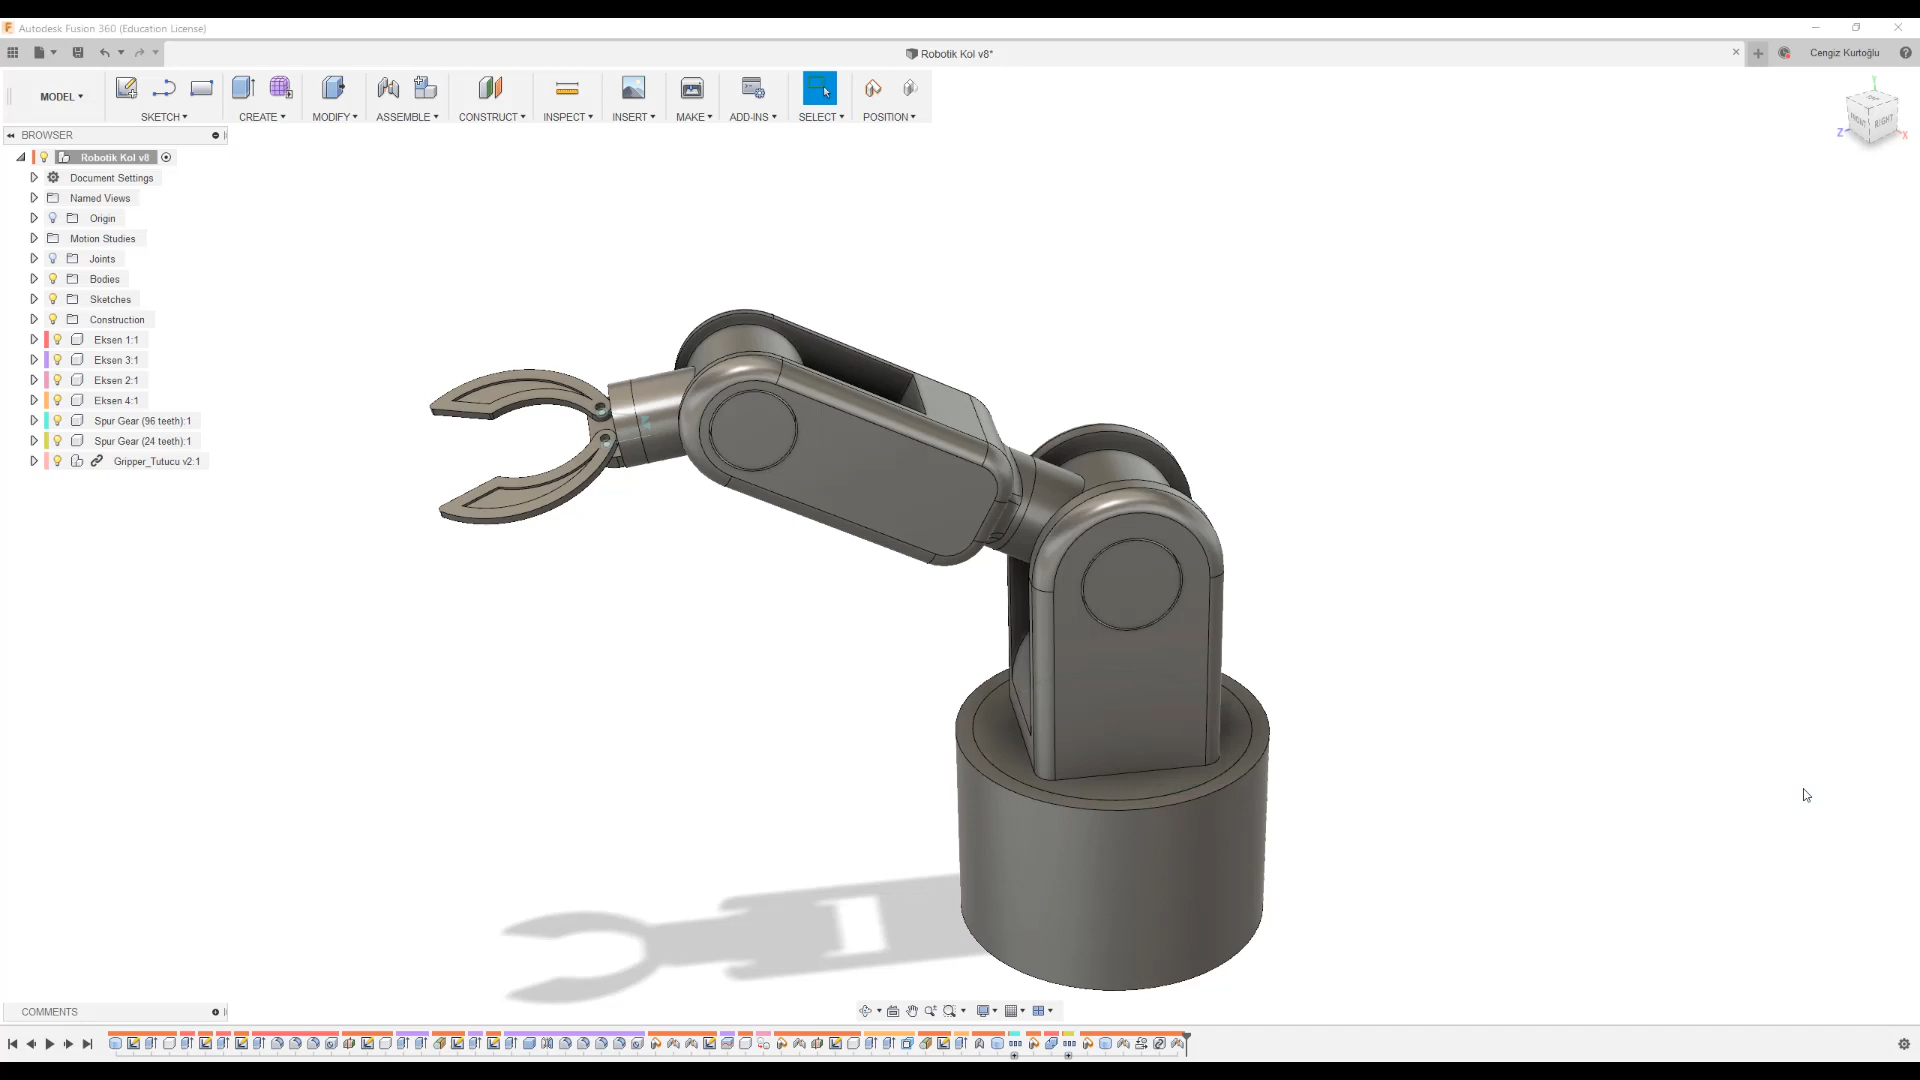 Autodesk Fusion 360 (Education License)
Robotik Kol v8*
Cengiz Kurtoğlu
MODEL
SKETCH
CREATE
MODIFY
ASSEMBLE
CONSTRUCT
INSPECT
INSERT
MAKE
ADD-INS
SELECT
POSITION
BROWSER
Robotik Kol v8
Document Settings
Named Views
Origin
Motion Studies
Joints
Bodies
Sketches
Construction
Eksen 1:1
Eksen 3:1
Eksen 2:1
Eksen 4:1
Spur Gear (96 teeth):1
Spur Gear (24 teeth):1
Gripper_Tutucu v2:1
Y
Z
X
RIGHT
COMMENTS